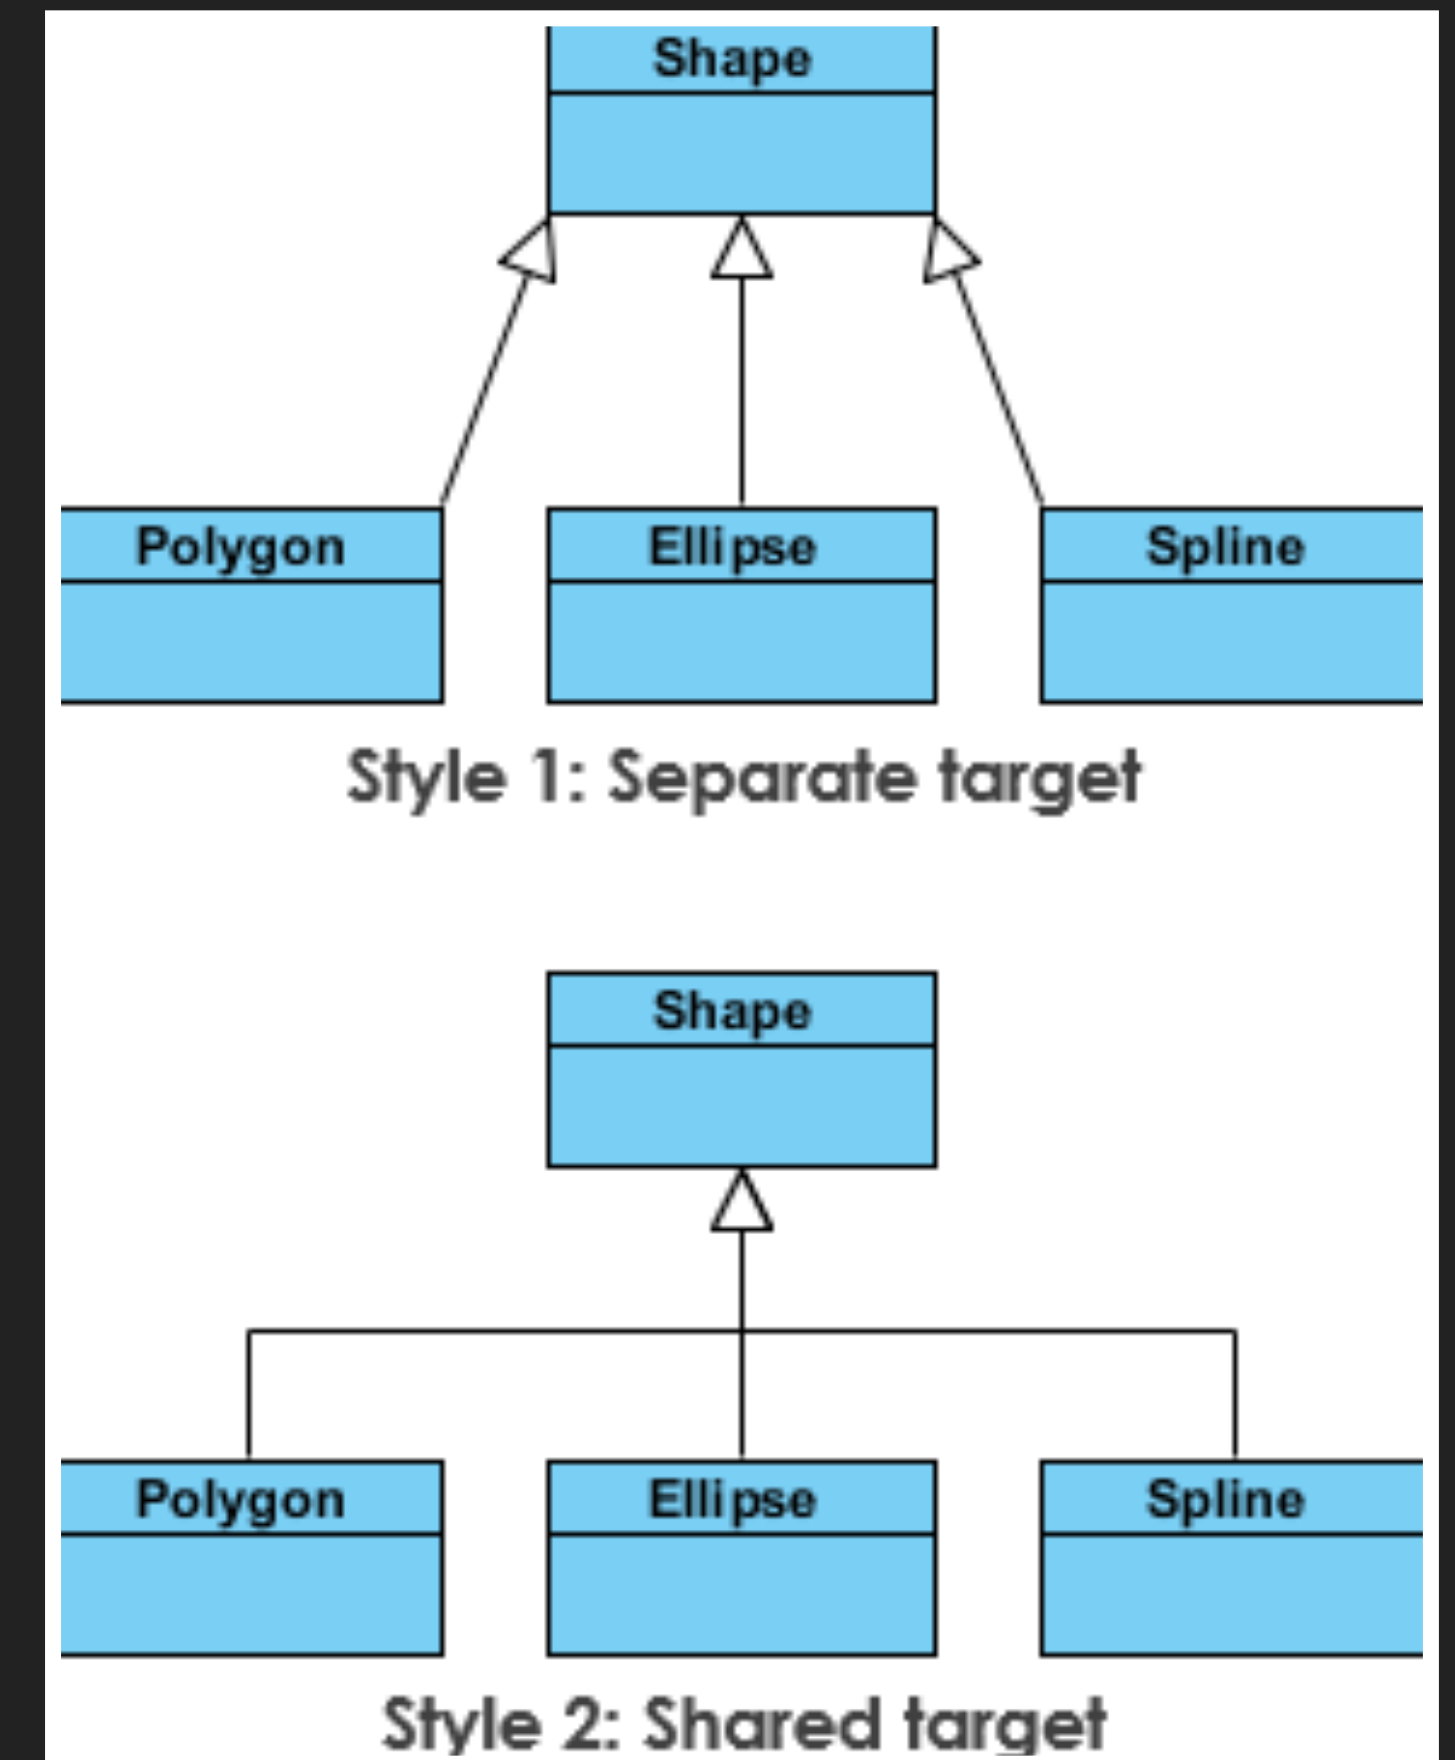 Shape
Polygon Ellipse Spline
Style 1: Separate target
Shape
Polygon Ellipse Spline
Style 2: Shared target